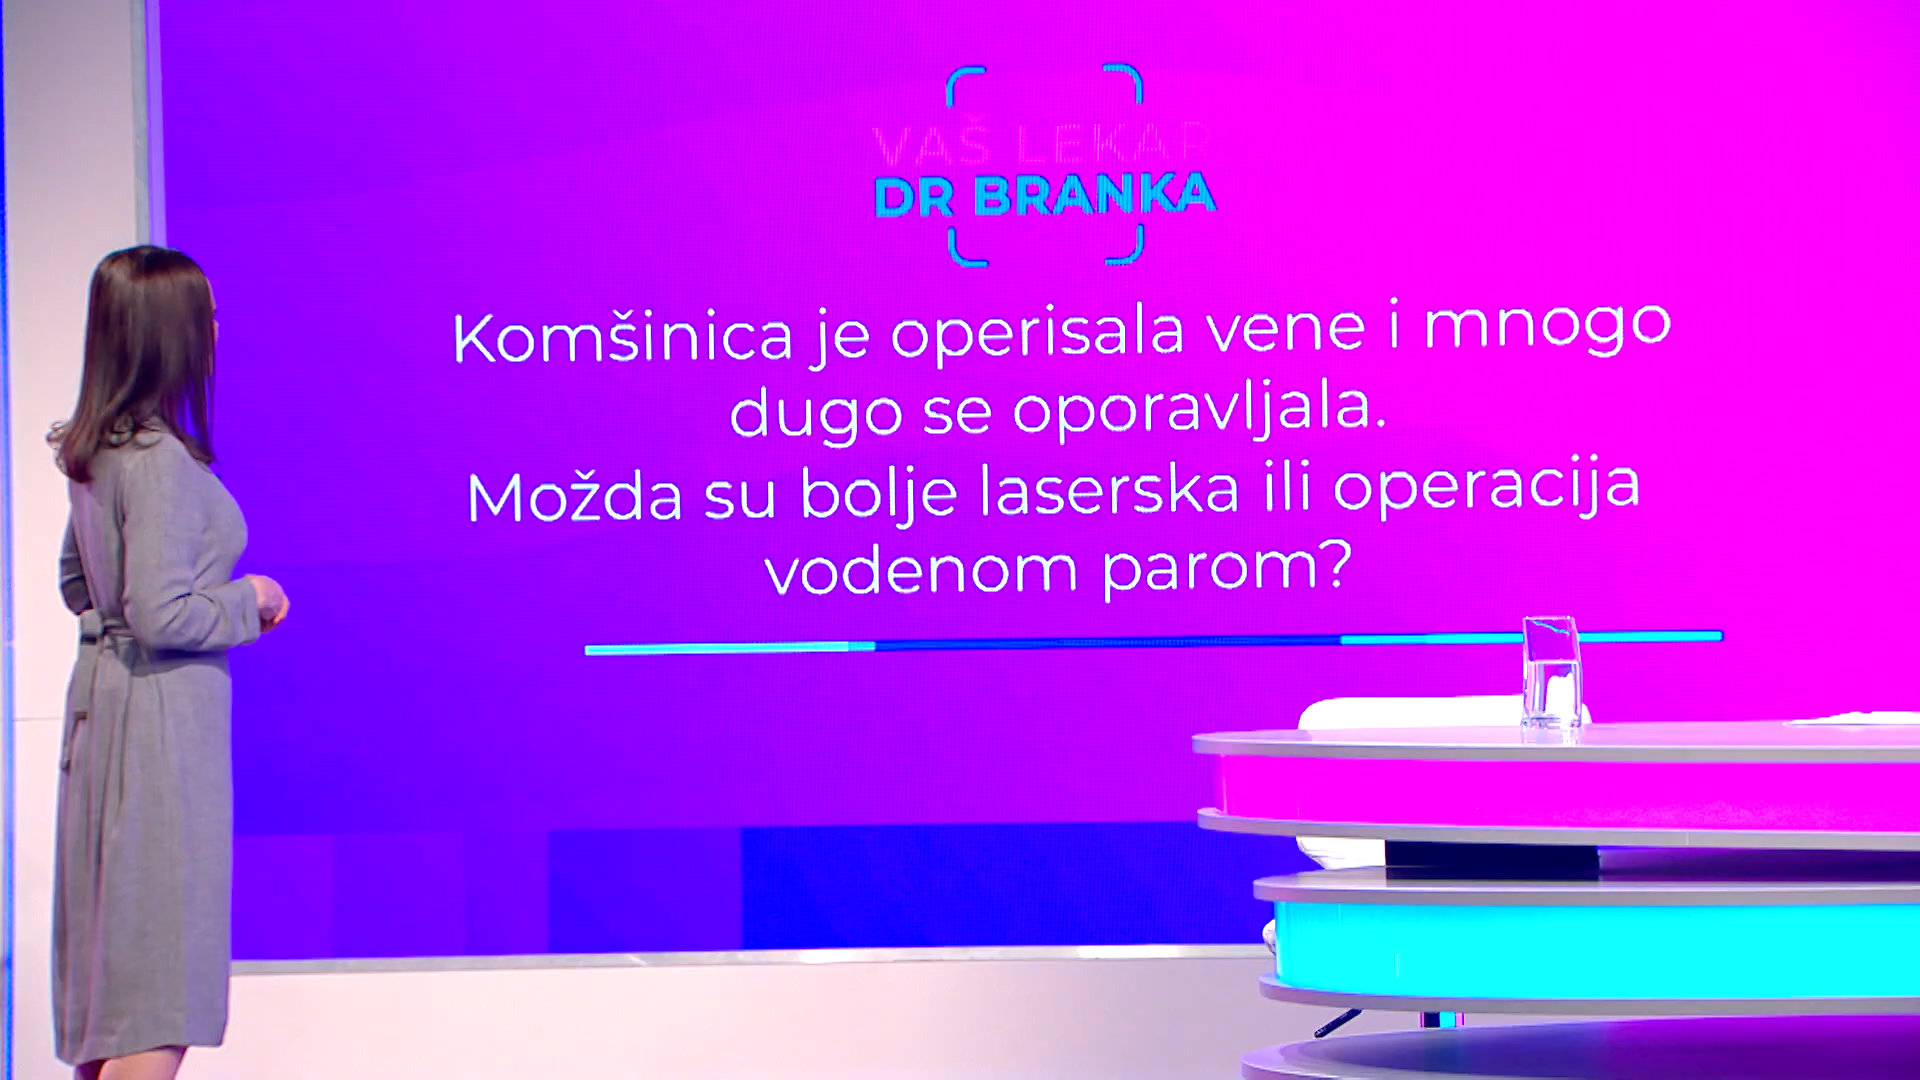 VAŠ LEKAR
DR BRANKA
Komšinica je operisala vene i mnogo
dugo se oporavljala.
Možda su bolje laserska ili operacija
vodenom parom?